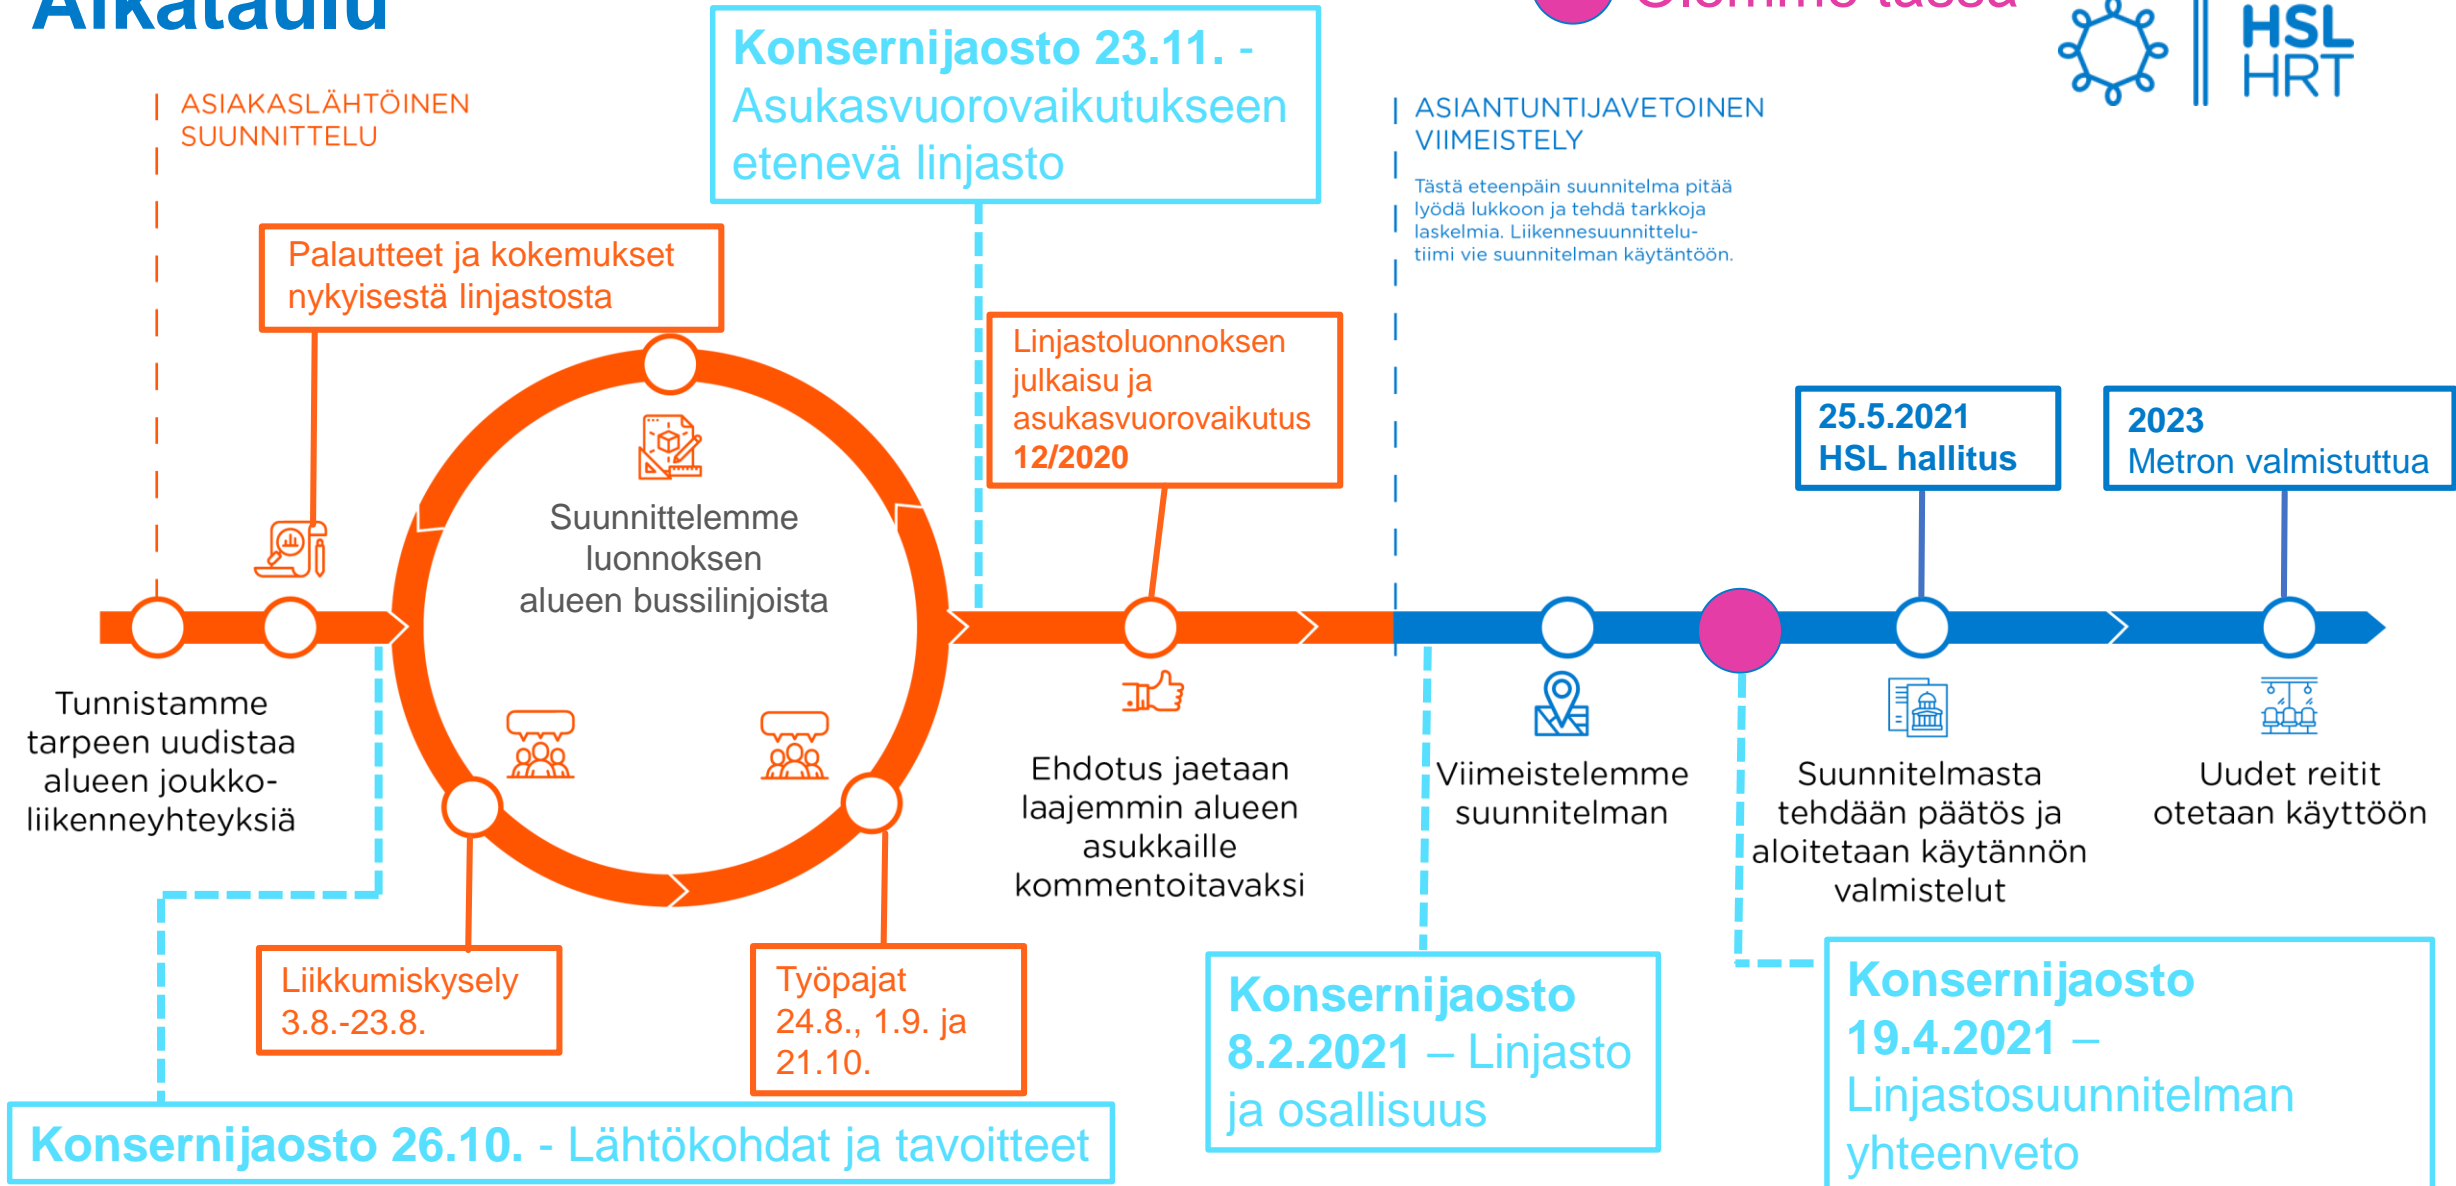 Aikataulu
Olemme tässä
HSL
HRT
Konsernijaosto 23.11. -
Asukasvuorovaikutukseen
etenevä linjasto
ASIAKASLÄHTÖINEN
SUUNNITTELU
ASIANTUNTIJAVETOINEN
VIIMEISTELY
Tästä eteenpäin suunnitelma pitää
lyödä lukkoon ja tehdä tarkkoja
laskelmia. Liikennesuunnittelu-
tiimi vie suunnitelman käytäntöön.
Palautteet ja kokemukset
nykyisestä linjastosta
Linjastoluonnoksen
julkaisu ja
asukasvuorovaikutus
12/2020
25.5.2021
HSL hallitus
2023
Metron valmistuttua
Suunnittelemme
luonnoksen
alueen bussilinjoista
Tunnistamme
tarpeen uudistaa
alueen joukko-
liikenneyhteyksiä
Ehdotus jaetaan
laajemmin alueen
asukkaille
kommentoitavaksi
Viimeistelemme
suunnitelman
Suunnitelmasta
tehdään päätös ja
aloitetaan käytännön
valmistelut
Uudet reitit
otetaan käyttöön
Liikkumiskysely
3.8.-23.8.
Työpajat
24.8., 1.9. ja
21.10.
Konsernijaosto
8.2.2021 – Linjasto
ja osallisuus
Konsernijaosto
19.4.2021 –
Linjastosuunnitelman
yhteenveto
Konsernijaosto 26.10. - Lähtökohdat ja tavoitteet